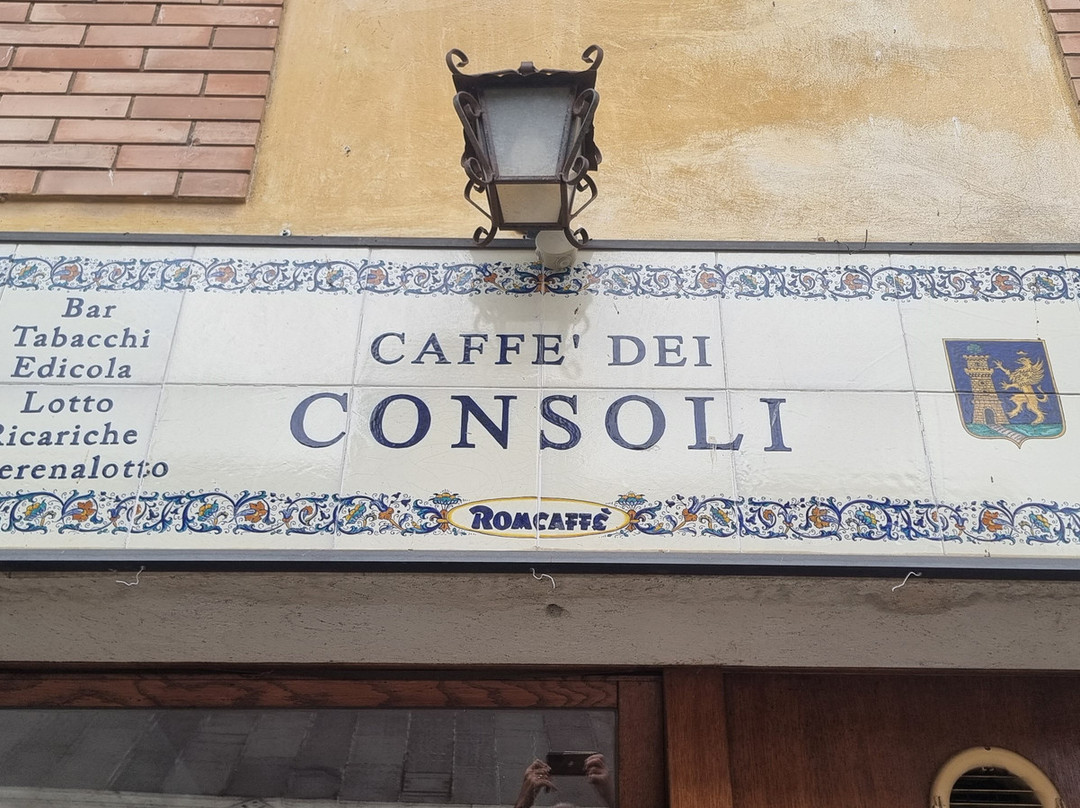 Bar
Tabacchi
Edicola
Lotto
Ricariche
erenalotto
CAFFE' DEI
CONSOLI
ROMCAFFÈ